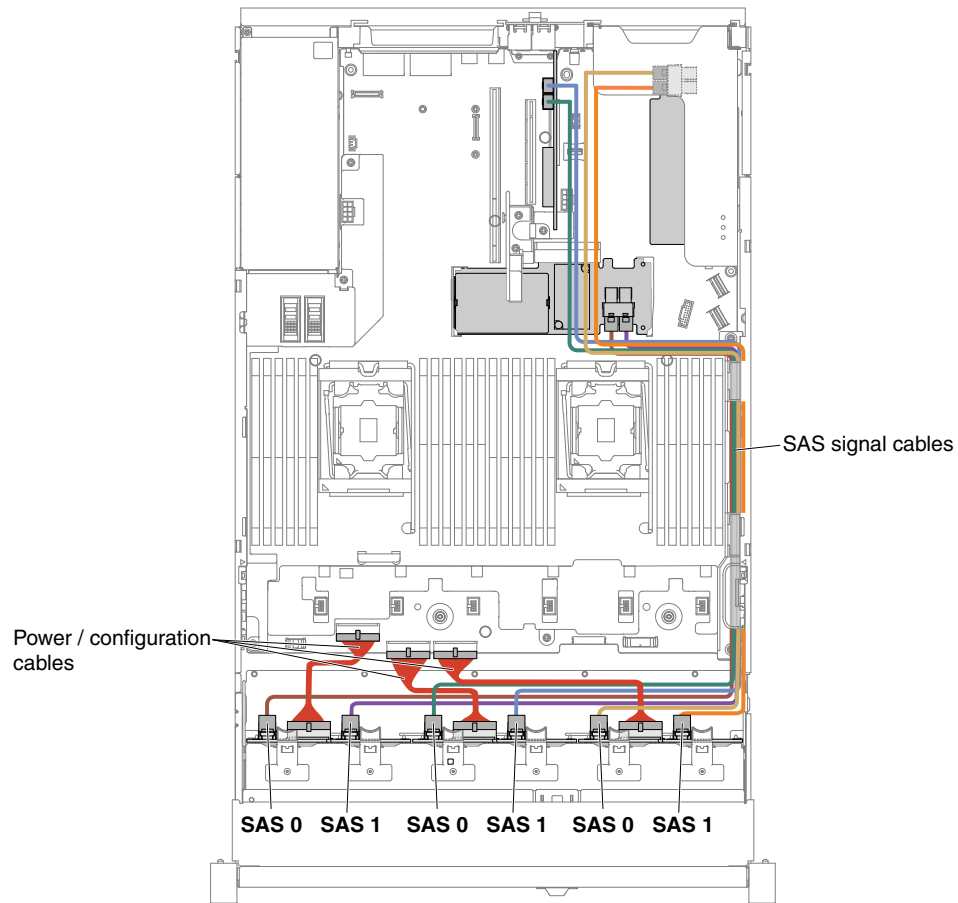 SAS signal cables
Power / configuration
cables
SAS 0 SAS 1 SAS 0 SAS 1 SAS 0 SAS 1